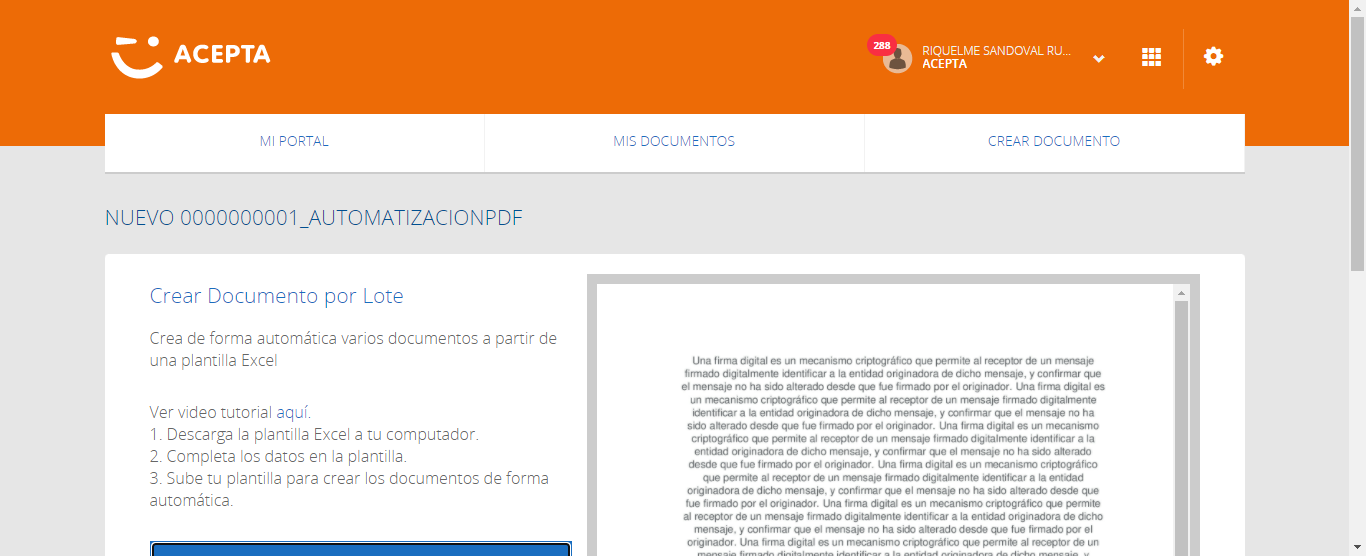 ACEPTA
288
RIQUELME SANDOVAL RU...
ACEPTA
MI PORTAL
MIS DOCUMENTOS
CREAR DOCUMENTO
NUEVO 0000000001_AUTOMATIZACIONPDF
Crear Documento por Lote
Crea de forma automática varios documentos a partir de
una plantilla Excel
Ver video tutorial aquí.
1. Descarga la plantilla Excel a tu computador.
2. Completa los datos en la plantilla.
3. Sube tu plantilla para crear los documentos de forma
automática.
Una firma digital es un mecanismo criptográfico que permite al receptor de un mensaje
firmado digitalmente identificar a la entidad originadora de dicho mensaje, y confirmar que
el mensaje no ha sido alterado desde que fue firmado por el originador. Una firma digital es
un mecanismo criptográfico que permite al receptor de un mensaje firmado digitalmente
identificar a la entidad originadora de dicho mensaje, y confirmar que el mensaje no ha
sido alterado desde que fue firmado por el originador. Una firma digital es un mecanismo
criptográfico que permite al receptor de un mensaje firmado digitalmente identificar a la
entidad originadora de dicho mensaje, y confirmar que el mensaje no ha sido alterado
desde que fue firmado por el originador. Una firma digital es un mecanismo criptográfico
que permite al receptor de un mensaje firmado digitalmente identificar a la entidad
originadora de dicho mensaje, y confirmar que el mensaje no ha sido alterado desde que
fue firmado por el originador. Una firma digital es un mecanismo criptográfico que permite
al receptor de un mensaje firmado digitalmente identificar a la entidad originadora de dicho
mensaje, y confirmar que el mensaje no ha sido alterado desde que fue firmado por el
originador. Una firma digital es un mecanismo criptográfico que permite al receptor de un
mensaje firmado digitalmente identificar a la entidad originadora de dicho mensaje, y